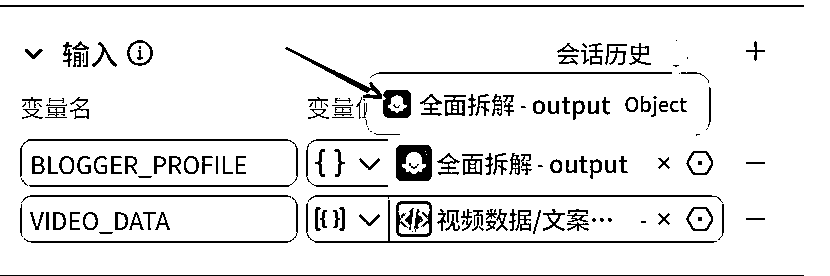 输入 会话历史
变量名 变量值
全面拆解 - output Object
BLOGGER_PROFILE { } 全面拆解 - output ×
VIDEO_DATA [{ }] 视频数据/文案… - ×